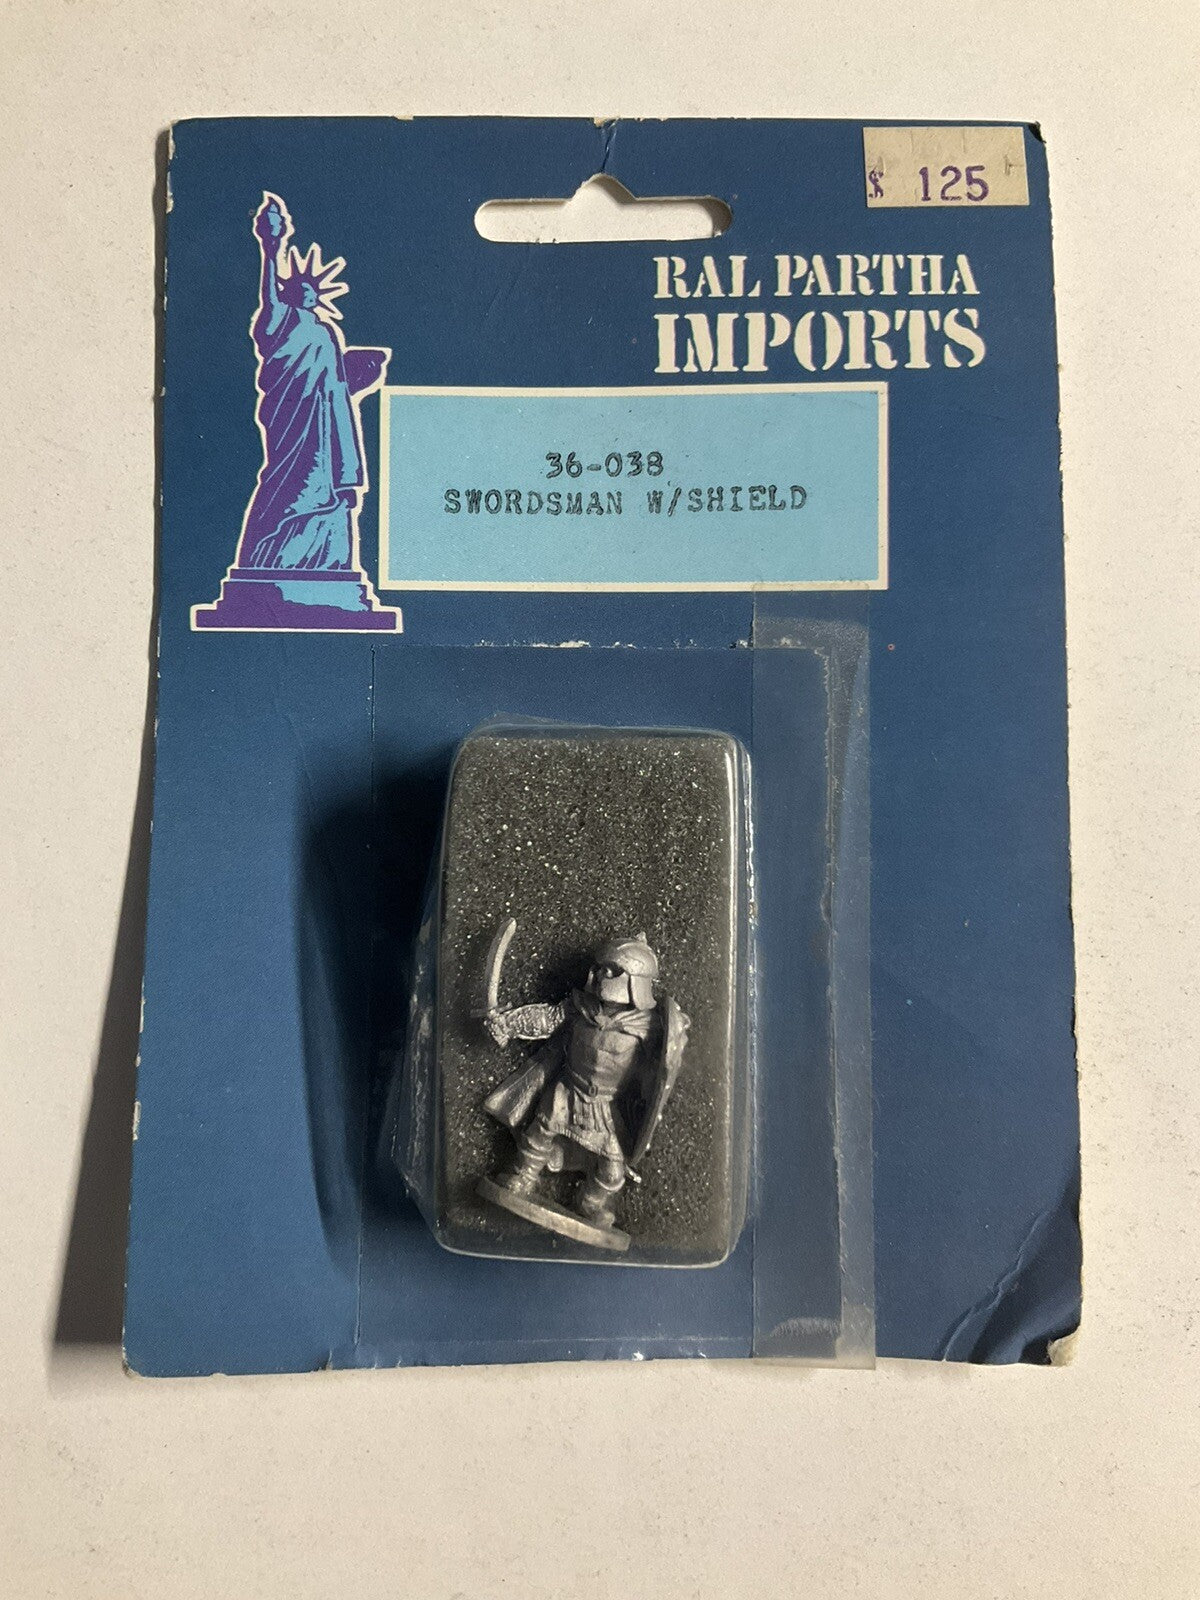 $ 125
RAL PARTHA
IMPORTS
36-038
SWORDSMAN W/SHIELD